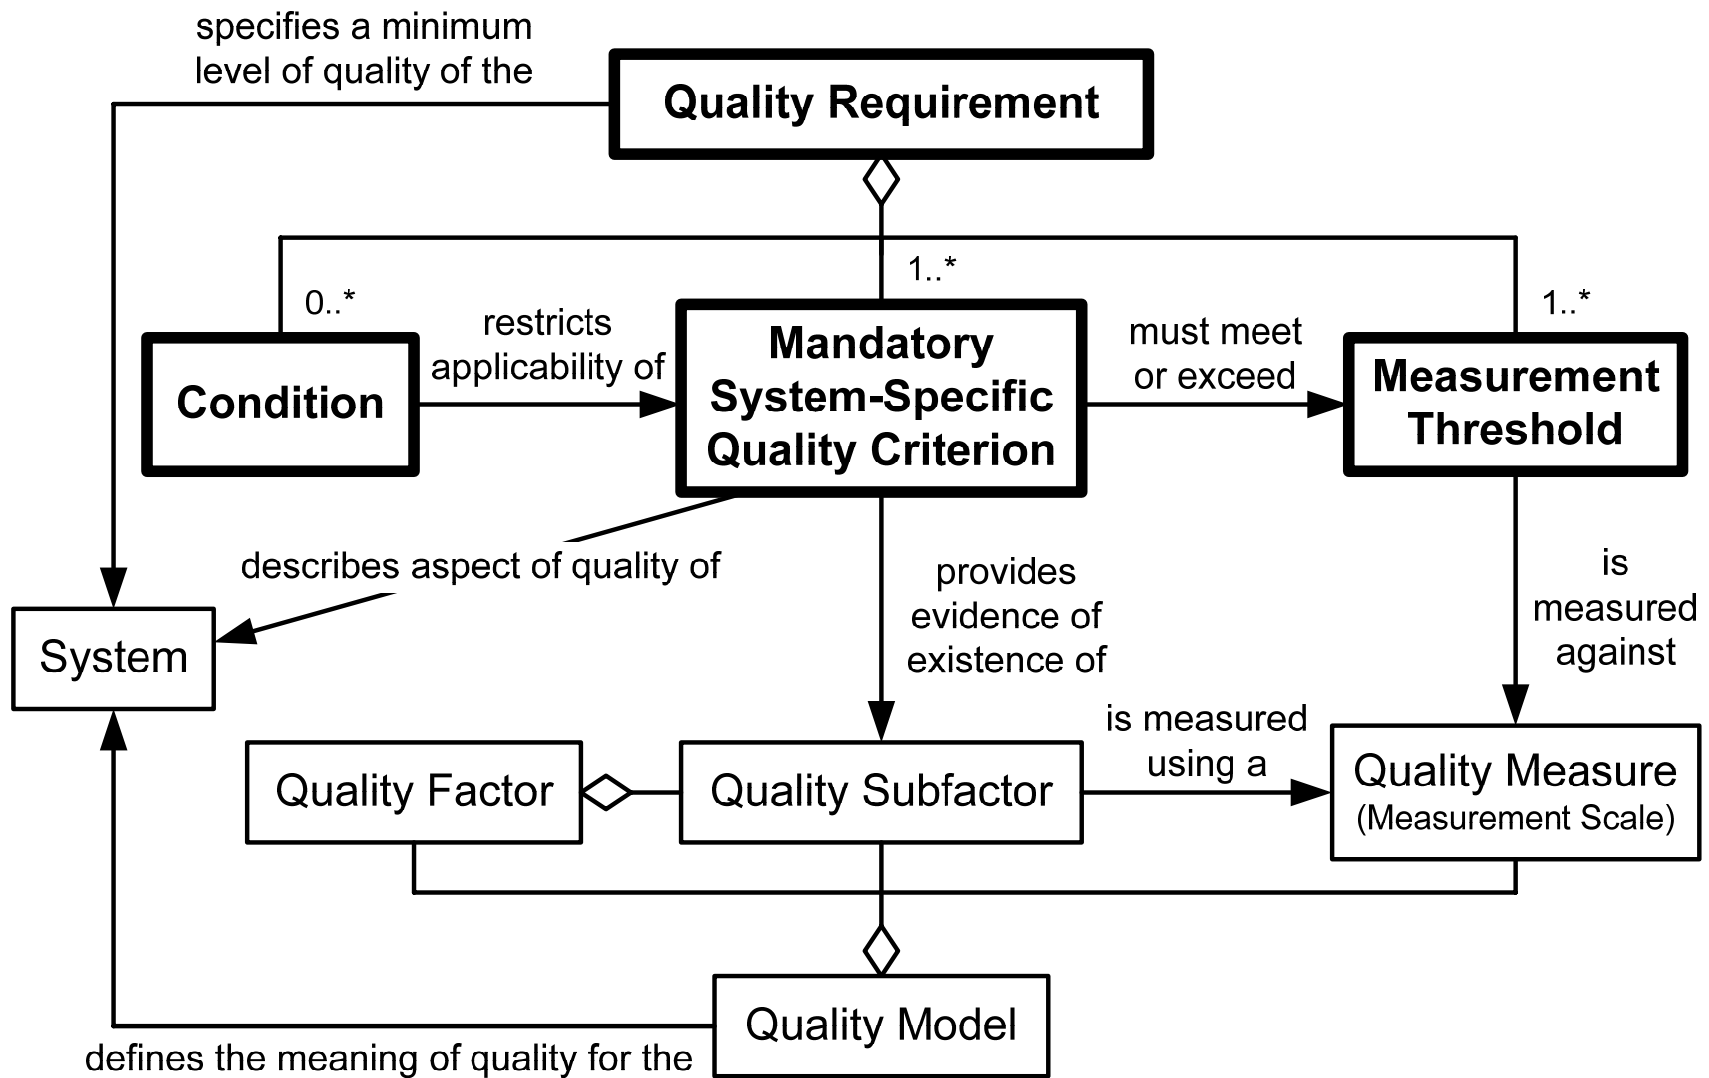 specifies a minimum
level of quality of the
Quality Requirement
1..*
0..*
1..*
restricts
applicability of
Mandatory
System-Specific
Quality Criterion
must meet
or exceed
Measurement
Threshold
Condition
describes aspect of quality of
provides
evidence of
existence of
is
measured
against
System
is measured
using a
Quality Factor
Quality Subfactor
Quality Measure
(Measurement Scale)
Quality Model
defines the meaning of quality for the